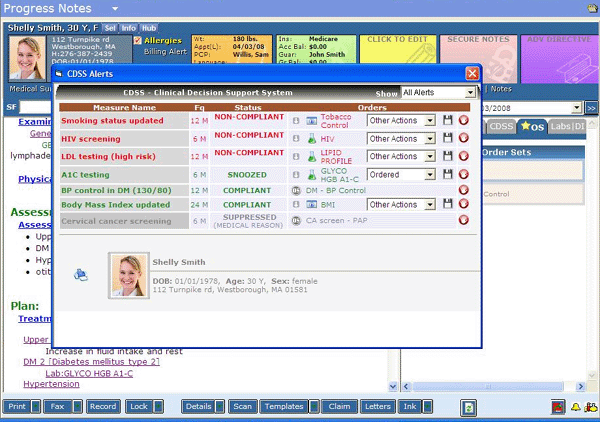 Progress Notes
Shelly Smith, 30 Y, F Sel Info Hub
112 Turnpike rd
Westborough, MA
H:276-387-2439
DOB:01/01/1978
Allergies
Billing Alert
Wt: 180 lbs.
Appt(L): 04/03/08
PCP: Willis, Sam
Language:
Ins: Medicare
Acc Bal: $0.00
Guar: John Smith
Gr Bal: $0.00
CLICK TO EDIT
SECURE NOTES
ADV DIRECTIVE
Medical Sum
Notes
SF
03/2008 >>
CDSS Alerts
CDSS - Clinical Decision Support System Show All Alerts
Measure Name Fq Status Orders
Smoking status updated 12 M NON-COMPLIANT Tobacco Control Other Actions
HIV screening 6 M NON-COMPLIANT HIV Other Actions
LDL testing (high risk) 12 M NON-COMPLIANT LIPID PROFILE Other Actions
A1C testing 6 M SNOOZED GLYCO HGB A1-C Ordered
BP control in DM (130/80) 12 M COMPLIANT OS DM - BP Control
Body Mass Index updated 24 M COMPLIANT BMI Other Actions
Cervical cancer screening 6 M SUPPRESSED (MEDICAL REASON) OS CA screen - PAP
Shelly Smith
DOB: 01/01/1978, Age: 30 Y, Sex: female
112 Turnpike rd, Westborough, MA 01581
CDSS OS Labs DI
Order Sets
Control
Exami
Gene
GE
lymphade
Physica
Assess
Assess
Upp
DM
Hyp
otit
Plan:
Treatm
Upper
Increase in fluid intake and rest
DM 2 [Diabetes mellitus type 2]
Lab:GLYCO HGB A1-C
Hypertension
Print Fax Record Lock Details Scan Templates Claim Letters Ink